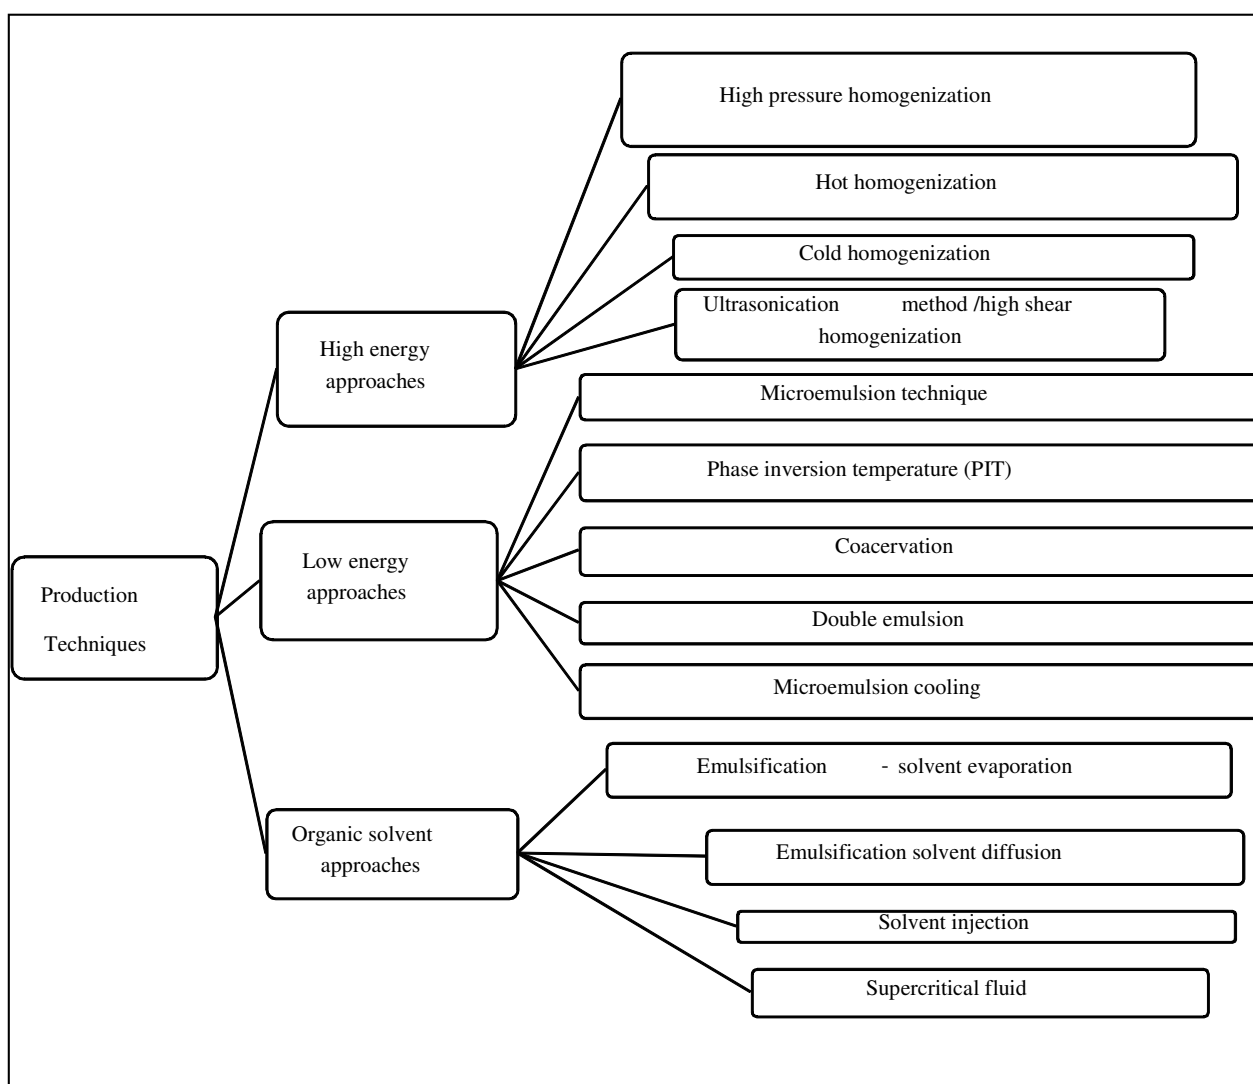 High pressure homogenization
Hot homogenization
Cold homogenization
Ultrasonication method /high shear
homogenization
High energy
approaches
Microemulsion technique
Phase inversion temperature (PIT)
Coacervation
Low energy
approaches
Double emulsion
Microemulsion cooling
Production
Techniques
Emulsification - solvent evaporation
Organic solvent
approaches
Emulsification solvent diffusion
Solvent injection
Supercritical fluid